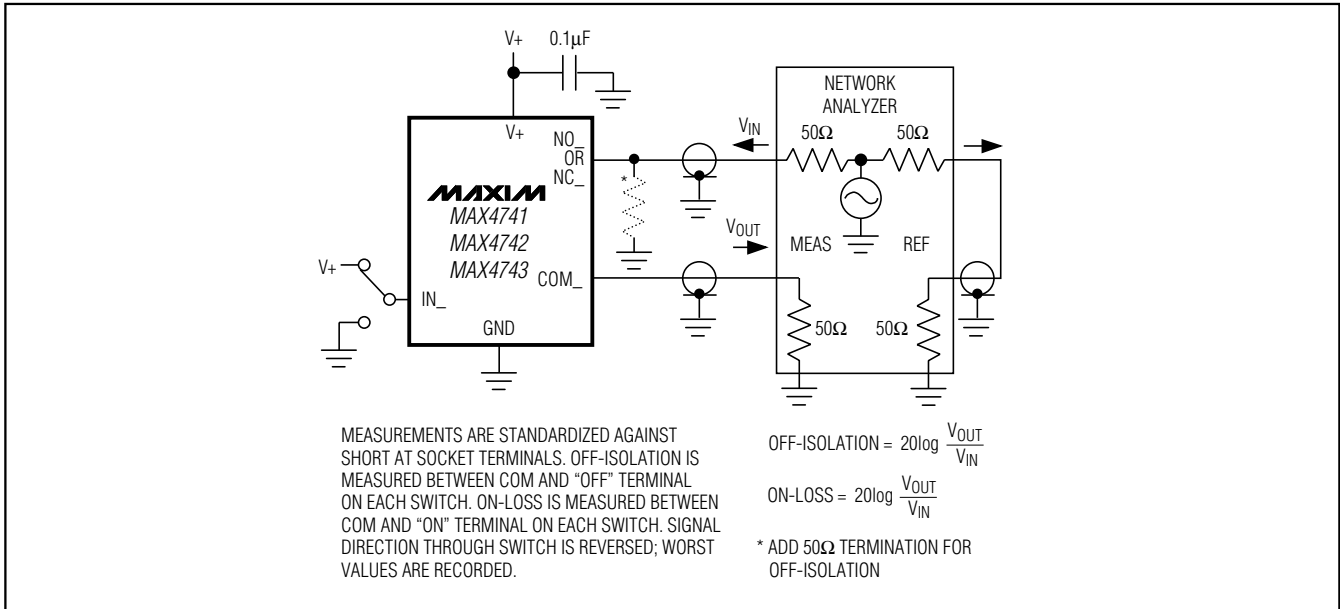 V+
0.1µF
V+
NO_
OR
NC_
MAXIM
MAX4741
MAX4742
MAX4743
COM_
V+
IN_
GND
*
VIN
VOUT
NETWORK
ANALYZER
50Ω
50Ω
MEAS
REF
50Ω
50Ω
MEASUREMENTS ARE STANDARDIZED AGAINST
SHORT AT SOCKET TERMINALS. OFF-ISOLATION IS
MEASURED BETWEEN COM AND “OFF” TERMINAL
ON EACH SWITCH. ON-LOSS IS MEASURED BETWEEN
COM AND “ON” TERMINAL ON EACH SWITCH. SIGNAL
DIRECTION THROUGH SWITCH IS REVERSED; WORST
VALUES ARE RECORDED.
OFF-ISOLATION = 20log VOUT/VIN
ON-LOSS = 20log VOUT/VIN
* ADD 50Ω TERMINATION FOR
OFF-ISOLATION